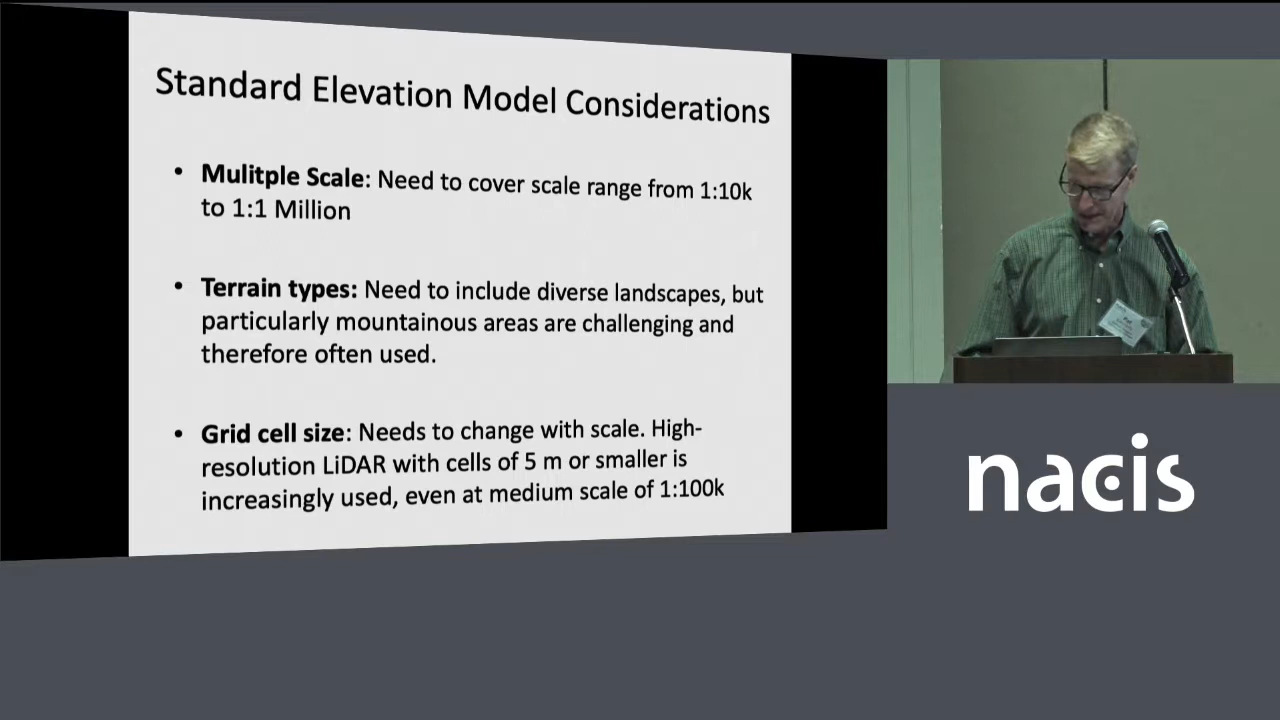 Standard Elevation Model Considerations
• Mulitple Scale: Need to cover scale range from 1:10k
to 1:1 Million
• Terrain types: Need to include diverse landscapes, but
particularly mountainous areas are challenging and
therefore often used.
• Grid cell size: Needs to change with scale. High-
resolution LiDAR with cells of 5 m or smaller is
increasingly used, even at medium scale of 1:100k
Pat
nacis